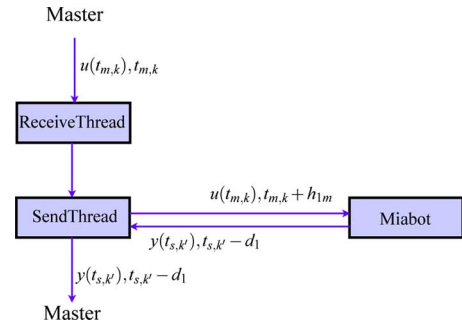 Master
u(t_{m,k}), t_{m,k}
ReceiveThread
u(t_{m,k}), t_{m,k} + h_{1m}
SendThread
Miabot
y(t_{s,k'}), t_{s,k'} − d_1
y(t_{s,k'}), t_{s,k'} − d_1
Master